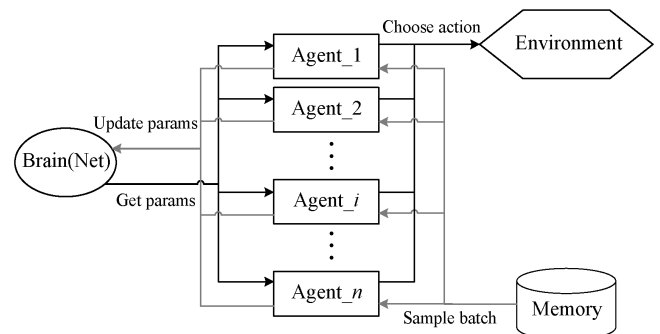 Choose action
Agent_1
Environment
Agent_2
Update params
Brain(Net)
Get params
Agent_i
Agent_n
Sample batch
Memory